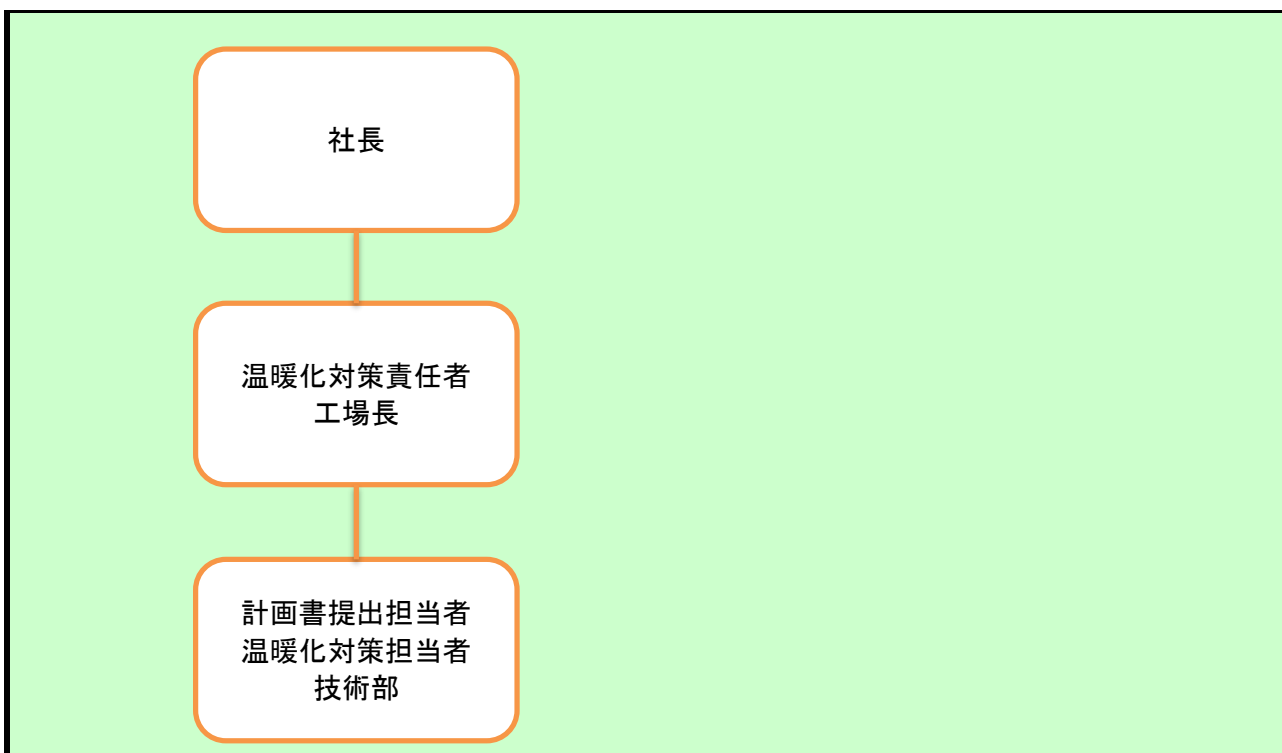 社長
温暖化対策責任者
工場長
計画書提出担当者
温暖化対策担当者
技術部